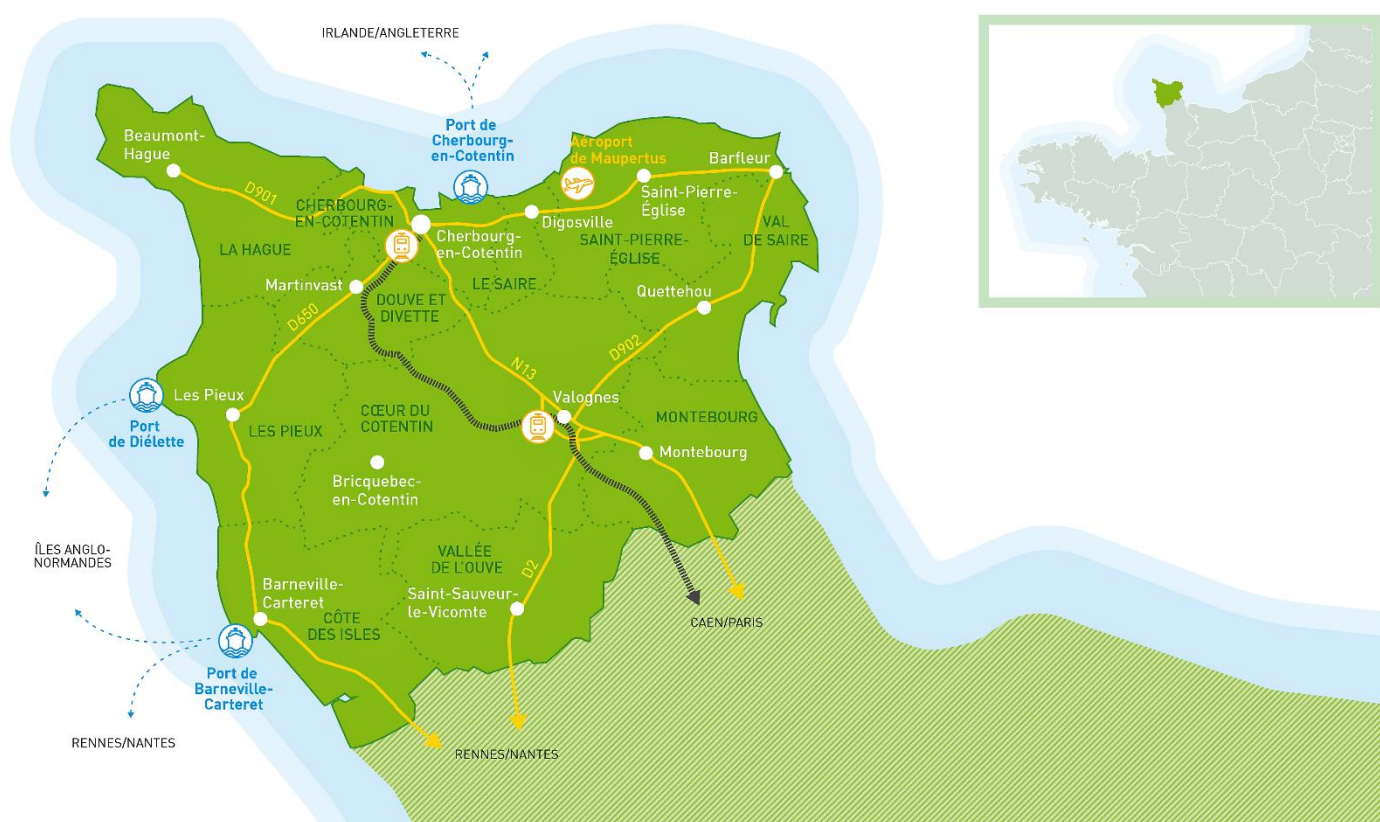 IRLANDE/ANGLETERRE
Port de
Cherbourg-
en-Cotentin
Aéroport
de Maupertus
Beaumont-
Hague
D901
CHERBOURG-
EN-COTENTIN
Barfleur
Saint-Pierre-
Église
Digosville
VAL
DE SAIRE
LA HAGUE
Cherbourg-
en-Cotentin
SAINT-PIERRE-
ÉGLISE
LE SAIRE
Martinvast
DOUVE ET
DIVETTE
Quettehou
D650
N13
D902
Les Pieux
Port
de Diélette
LES PIEUX
CŒUR DU
COTENTIN
Valognes
MONTEBOURG
Montebourg
Bricquebec-
en-Cotentin
ÎLES ANGLO-
NORMANDES
VALLÉE
DE L'OUVE
D2
Barneville-
Carteret
Saint-Sauveur-
le-Vicomte
CÔTE
DES ISLES
CAEN/PARIS
Port de
Barneville-
Carteret
RENNES/NANTES
RENNES/NANTES